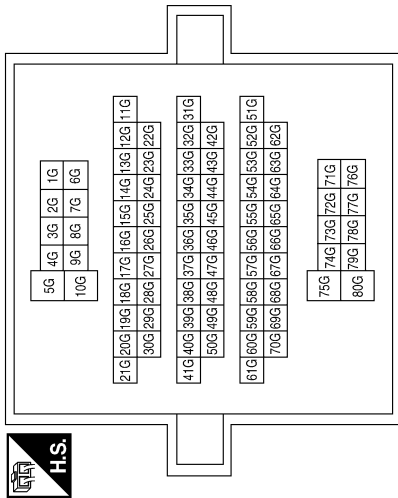 H.S.
5G 4G 3G 2G 1G
10G 9G 8G 7G 6G
21G 20G 19G 18G 17G 16G 15G 14G 13G 12G 11G
30G 29G 28G 27G 26G 25G 24G 23G 22G
41G 40G 39G 38G 37G 36G 35G 34G 33G 32G 31G
50G 49G 48G 47G 46G 45G 44G 43G 42G
61G 60G 59G 58G 57G 56G 55G 54G 53G 52G 51G
70G 69G 68G 67G 66G 65G 64G 63G 62G
75G 74G 73G 72G 71G
80G 79G 78G 77G 76G